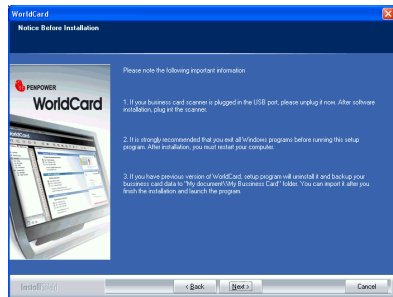 WorldCard
Notice Before Installation
Please note the following important information
PENPOWER
WorldCard
1. If your business card scanner is plugged in the USB port, please unplug it now. After software
installation, plug int the scanner.
2. It is strongly recommended that you exit all Windows programs before running this setup
program. After installation, you must restart your computer.
3. If you have previous version of WorldCard, setup program will uninstall it and backup your
bussiness card data to "My document\\My Bussiness Card" folder. You can import it after you
finish the installation and launch the program.
InstallShield
< Back
Next >
Cancel